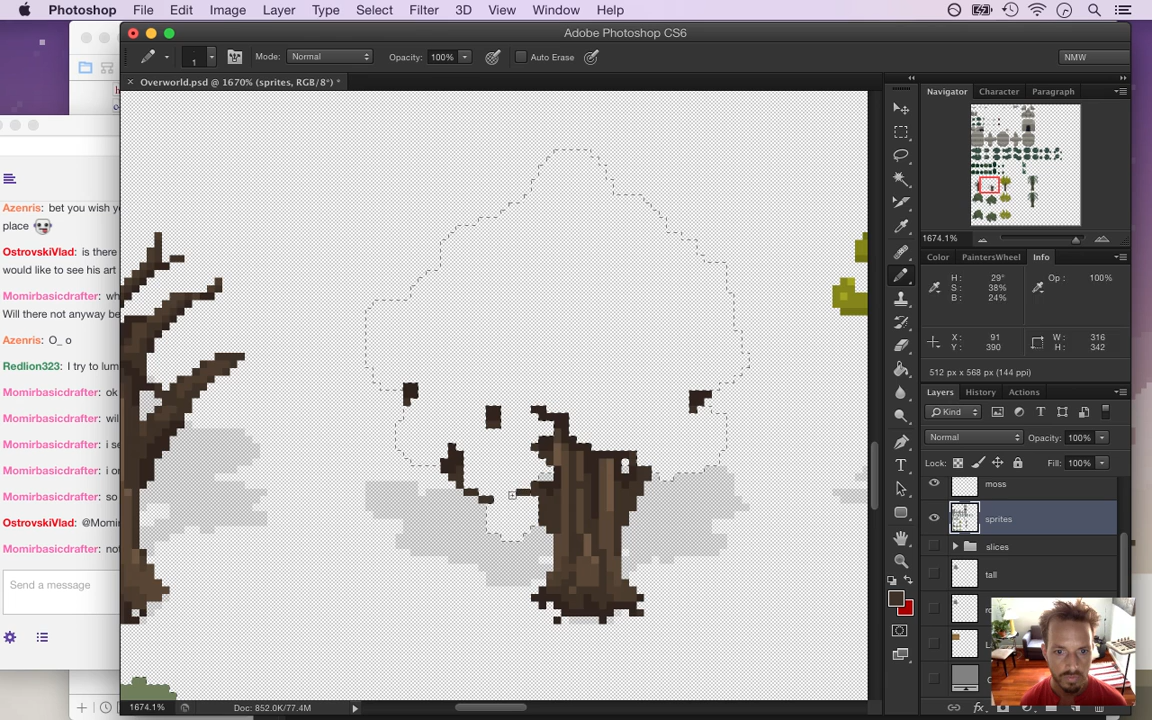 Photoshop File Edit Image Layer Type Select Filter 3D View Window Help
Adobe Photoshop CS6
1 Mode: Normal Opacity: 100% Auto Erase NMW
Overworld.psd @ 1670% (sprites, RGB/8*) *
Navigator Character Paragraph
1674.1%
Color PaintersWheel Info
H: 29° Op: 100%
S: 38%
B: 24%
X: 91 W: 316
Y: 390 H: 342
512 px x 568 px (144 ppi)
Layers History Actions
Kind
Normal Opacity: 100%
Lock: Fill: 100%
moss
sprites
slices
tall
Azenris: bet you wish
place
OstrovskiVlad: is there
would like to see his art
Momirbasicdrafter:
Will there not anyway be
Azenris: O_o
Redlion323: I try to lum
Momirbasicdrafter: ok
Momirbasicdrafter: wil
Momirbasicdrafter: i s
Momirbasicdrafter: i
Momirbasicdrafter: so
OstrovskiVlad: @Momi
Momirbasicdrafter: not
Send a message
1674.1% Doc: 852.0K/77.4M